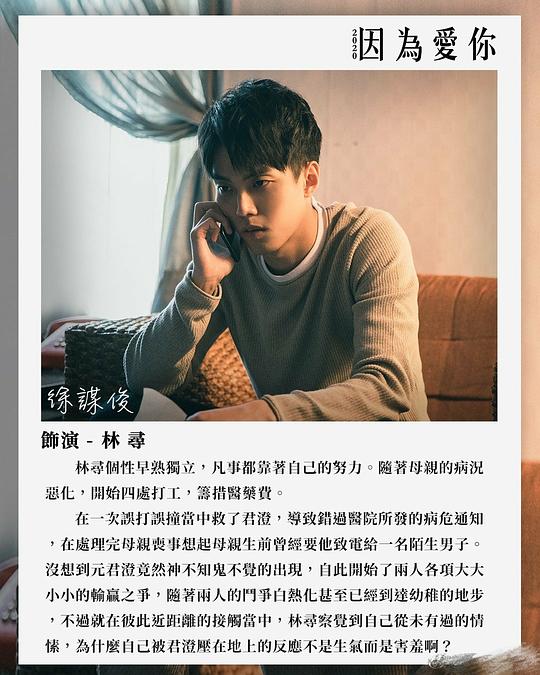 2020因為愛你
徐謀俊
飾演 - 林尋
林尋個性早熟獨立，凡事都靠著自己的努力。隨著母親的病況
惡化，開始四處打工，籌措醫藥費。
在一次誤打誤撞當中救了君澄，導致錯過醫院所發的病危通知
，在處理完母親喪事想起母親生前曾經要他致電給一名陌生男子。
沒想到元君澄竟然神不知鬼不覺的出現，自此開始了兩人各項大大
小小的輸贏之爭，隨著兩人的鬥爭白熱化甚至已經到達幼稚的地步
，不過就在彼此近距離的接觸當中，林尋察覺到自己從未有過的情
愫，為什麼自己被君澄壓在地上的反應不是生氣而是害羞啊？